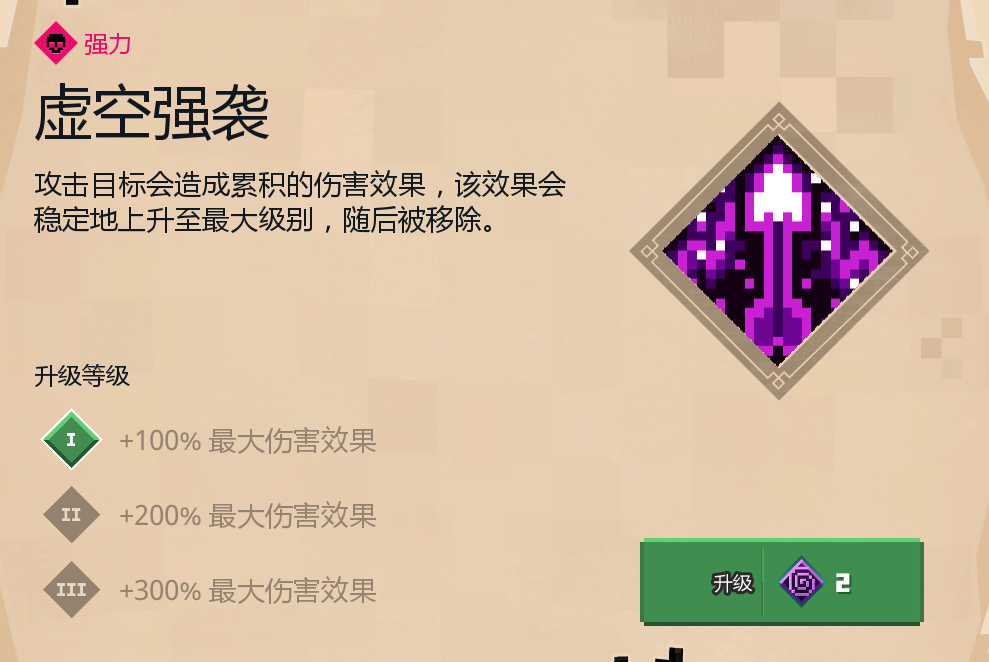 强力
虚空强袭
攻击目标会造成累积的伤害效果，该效果会
稳定地上升至最大级别，随后被移除。
升级等级
I +100% 最大伤害效果
II +200% 最大伤害效果
III +300% 最大伤害效果
升级 2